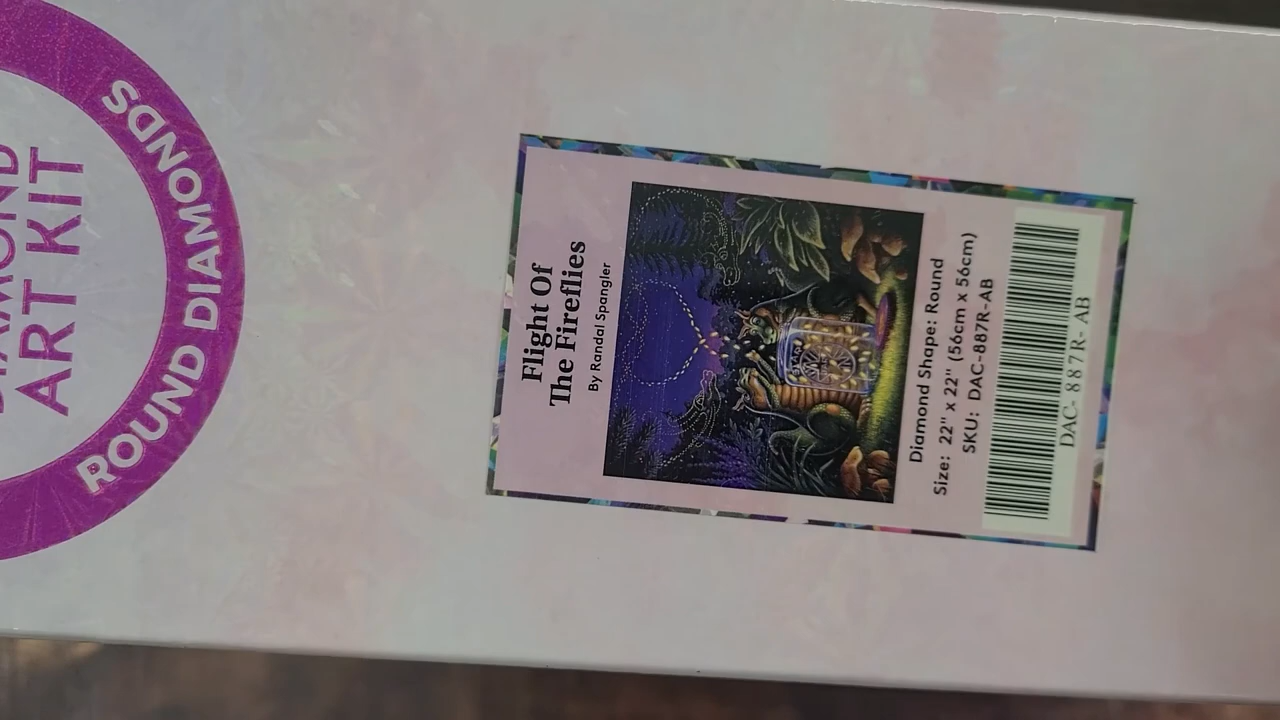 ART KIT
ROUND DIAMONDS
Flight Of
The Fireflies
By Randal Spangler
Diamond Shape: Round
Size: 22" x 22" (56cm x 56cm)
SKU: DAC-887R-AB
DAC- 887R- AB